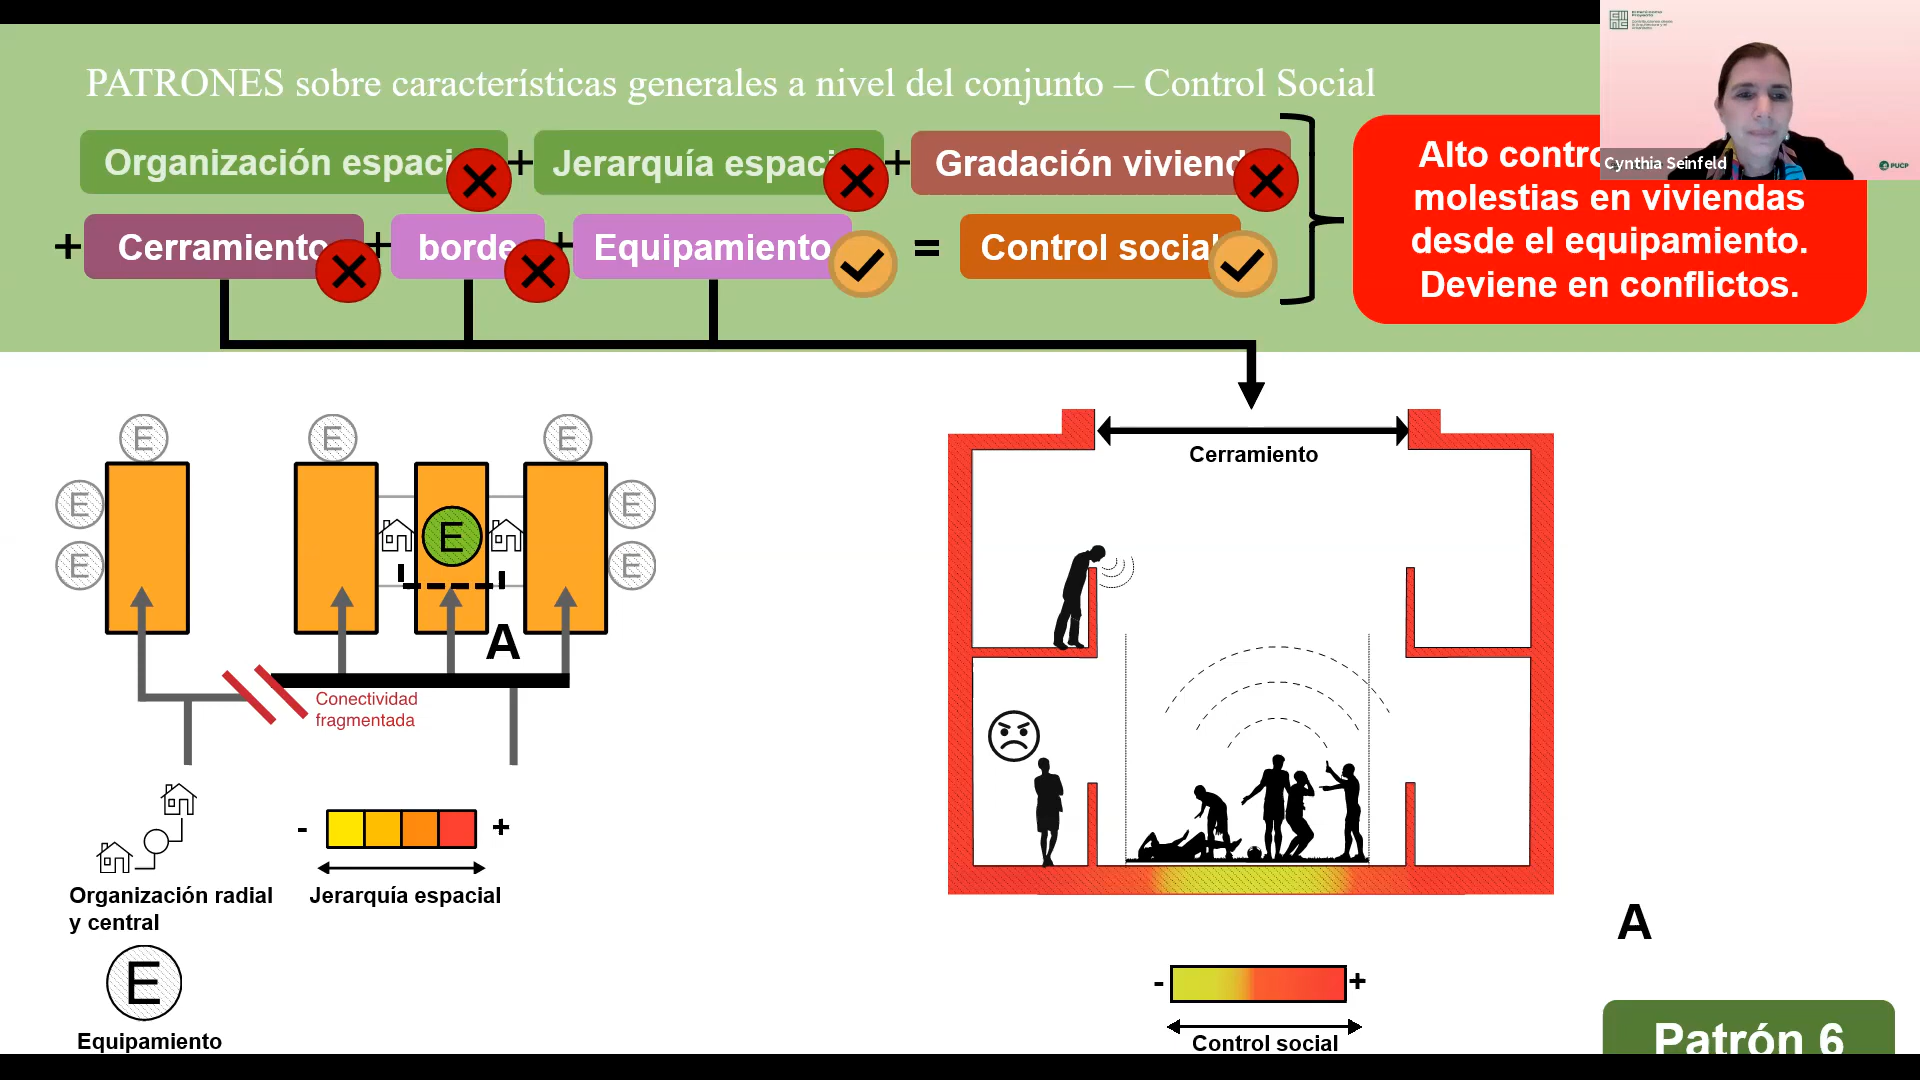 PATRONES sobre características generales a nivel del conjunto – Control Social
Organización espaci
+
Jerarquía espaci
+
Gradación viviend
+
Cerramiento
+
borde
+
Equipamiento
=
Control social
Alto contro
molestias en viviendas
desde el equipamiento.
Deviene en conflictos.
Cynthia Seinfeld
PUCP
E
E
E
E
E
E
E
E
E
A
Conectividad
fragmentada
Cerramiento
- +
Organización radial
y central
Jerarquía espacial
E
Equipamiento
A
- +
Control social
Patrón 6